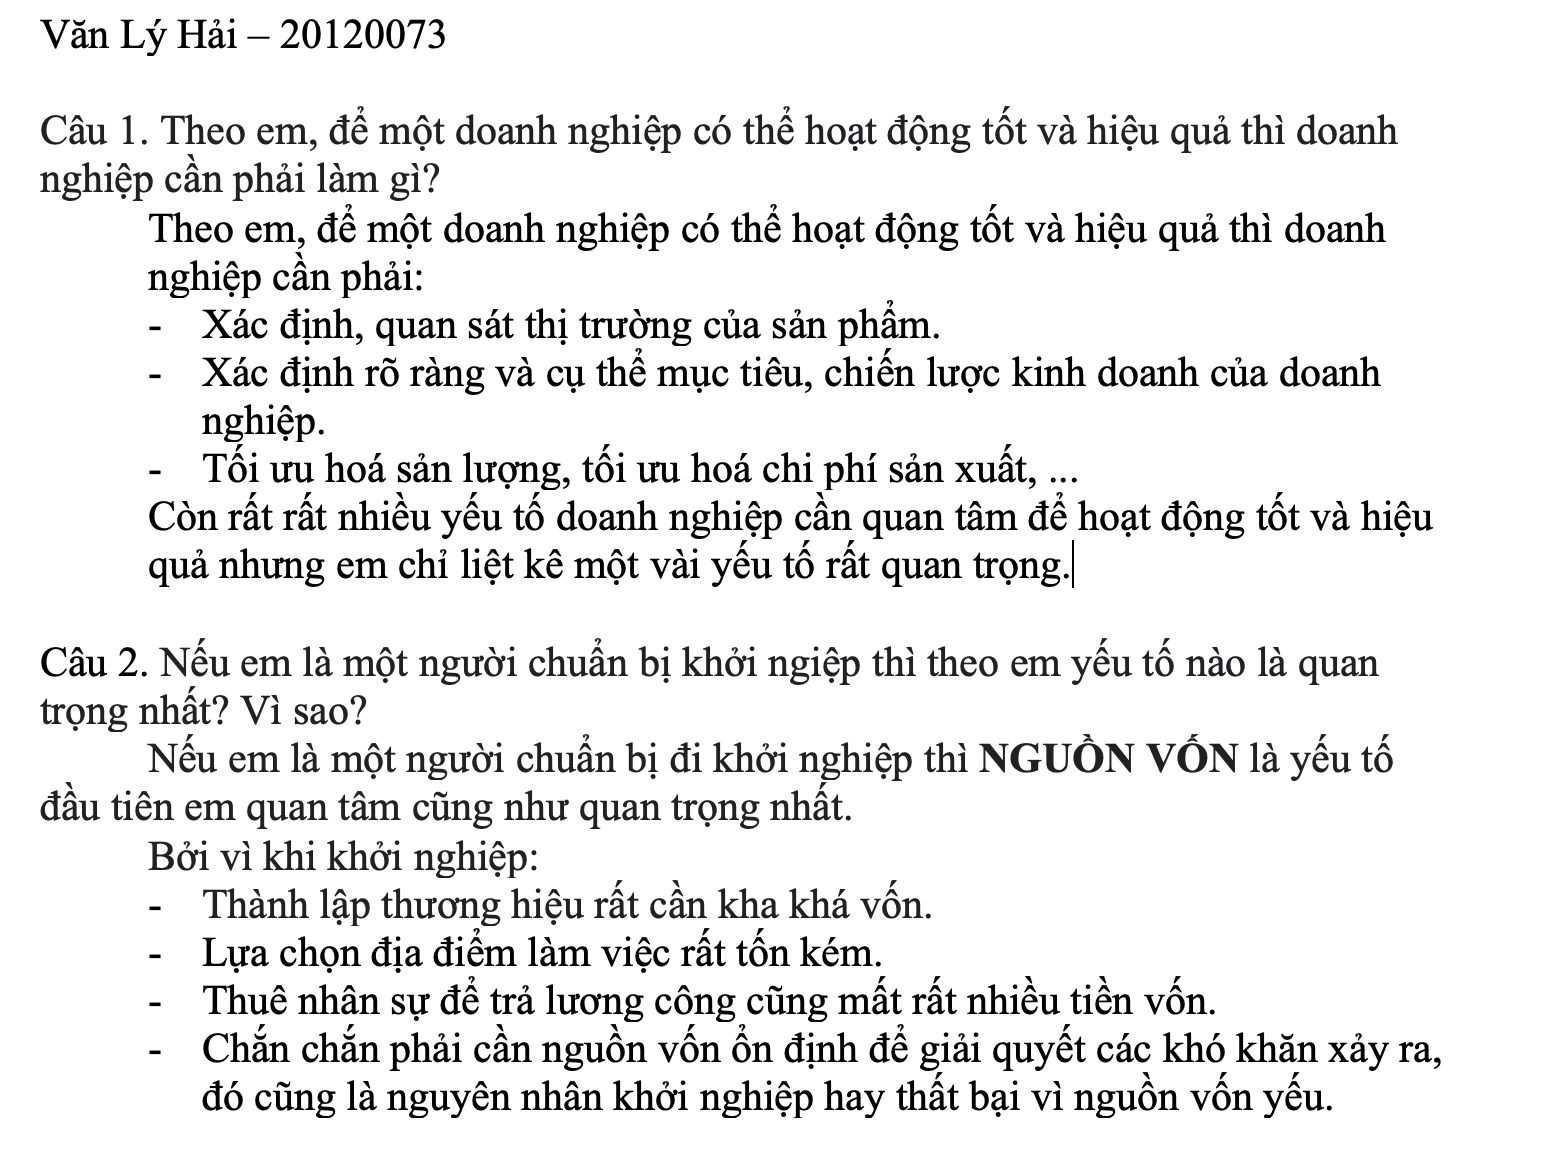 Văn Lý Hải – 20120073
Câu 1. Theo em, để một doanh nghiệp có thể hoạt động tốt và hiệu quả thì doanh
nghiệp cần phải làm gì?
Theo em, để một doanh nghiệp có thể hoạt động tốt và hiệu quả thì doanh
nghiệp cần phải:
- Xác định, quan sát thị trường của sản phẩm.
- Xác định rõ ràng và cụ thể mục tiêu, chiến lược kinh doanh của doanh
nghiệp.
- Tối ưu hoá sản lượng, tối ưu hoá chi phí sản xuất, ...
Còn rất rất nhiều yếu tố doanh nghiệp cần quan tâm để hoạt động tốt và hiệu
quả nhưng em chỉ liệt kê một vài yếu tố rất quan trọng.
Câu 2. Nếu em là một người chuẩn bị khởi ngiệp thì theo em yếu tố nào là quan
trọng nhất? Vì sao?
Nếu em là một người chuẩn bị đi khởi nghiệp thì NGUỒN VỐN là yếu tố
đầu tiên em quan tâm cũng như quan trọng nhất.
Bởi vì khi khởi nghiệp:
- Thành lập thương hiệu rất cần kha khá vốn.
- Lựa chọn địa điểm làm việc rất tốn kém.
- Thuê nhân sự để trả lương công cũng mất rất nhiều tiền vốn.
- Chắn chắn phải cần nguồn vốn ổn định để giải quyết các khó khăn xảy ra,
đó cũng là nguyên nhân khởi nghiệp hay thất bại vì nguồn vốn yếu.